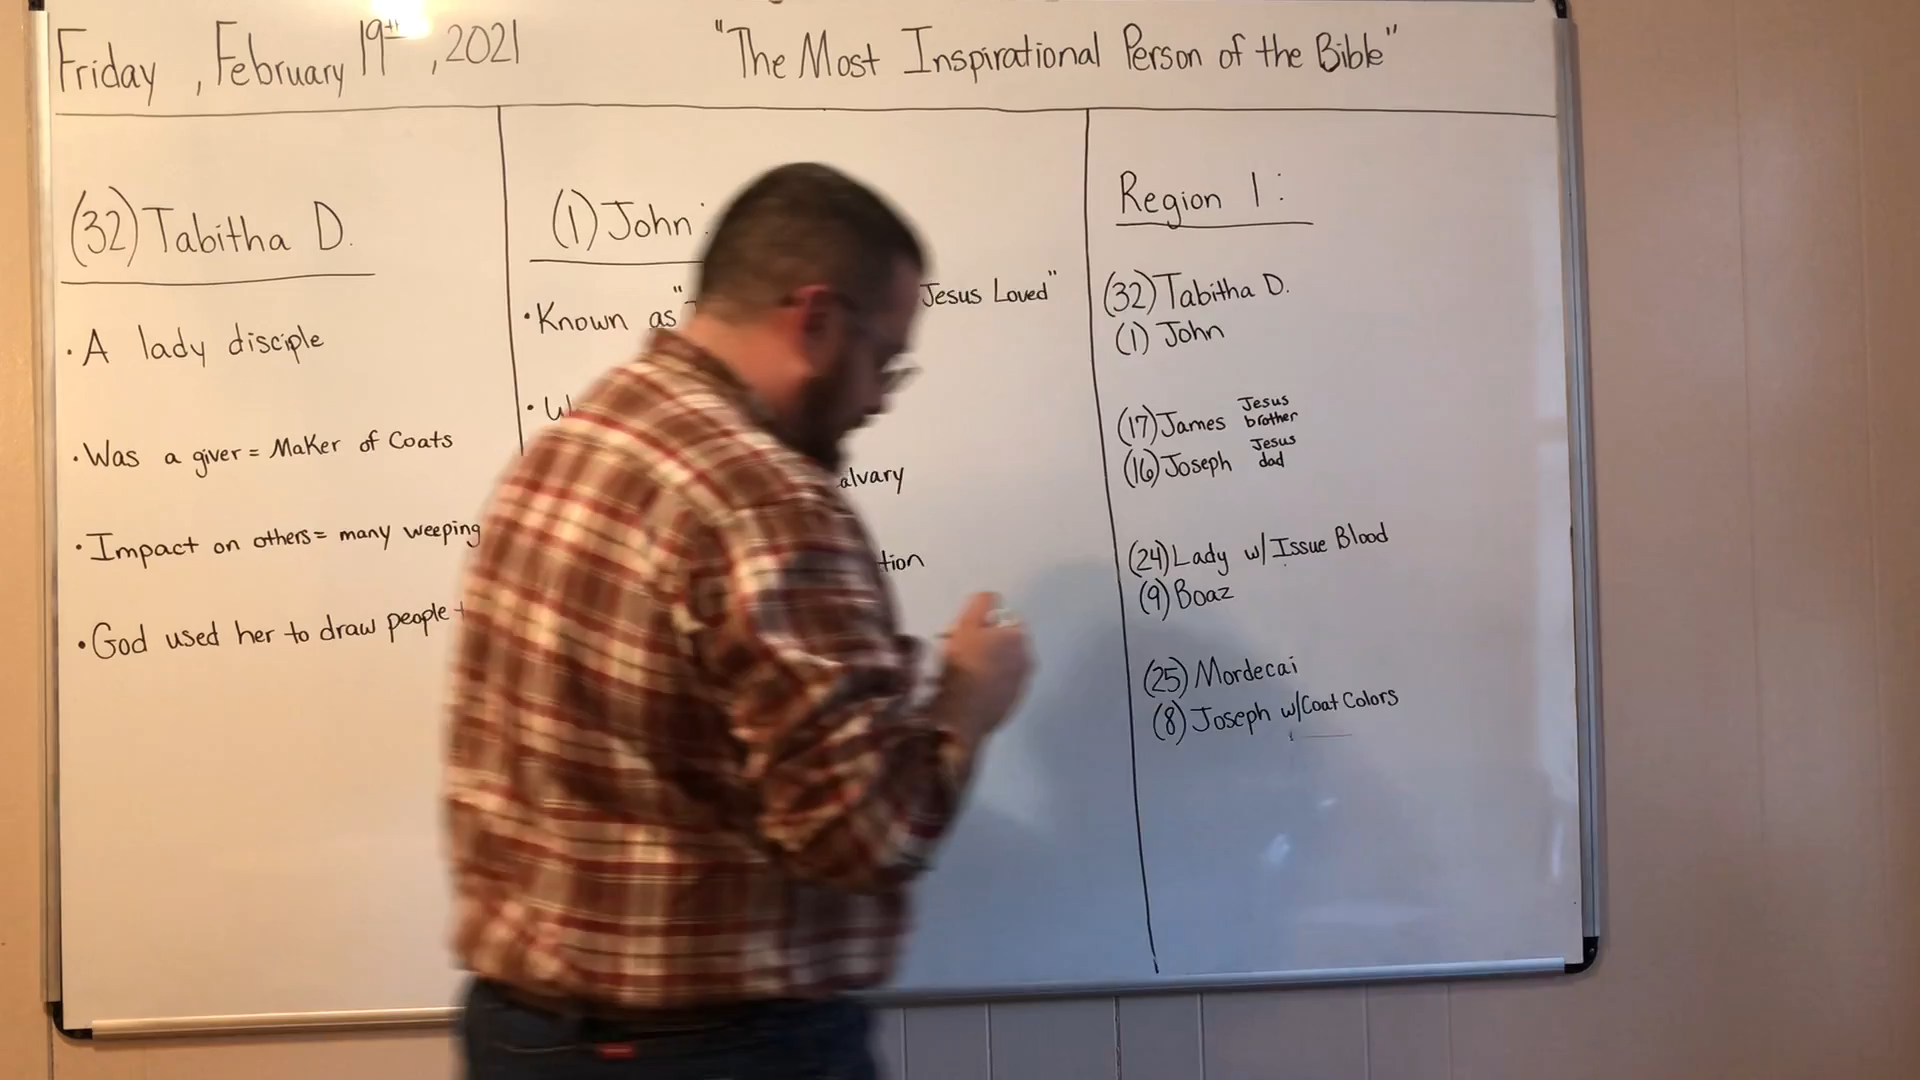 Friday, February 19th, 2021
"The Most Inspirational Person of the Bible"
(32) Tabitha D.
• A lady disciple
• Was a giver = Maker of Coats
• Impact on others = many weeping
• God used her to draw people
(1) John:
• Known as "
Jesus Loved"
Region 1:
(32) Tabitha D.
(1) John
(17) James Jesus brother
(16) Joseph Jesus dad
(24) Lady w/ Issue Blood
(9) Boaz
(25) Mordecai
(8) Joseph w/Coat Colors